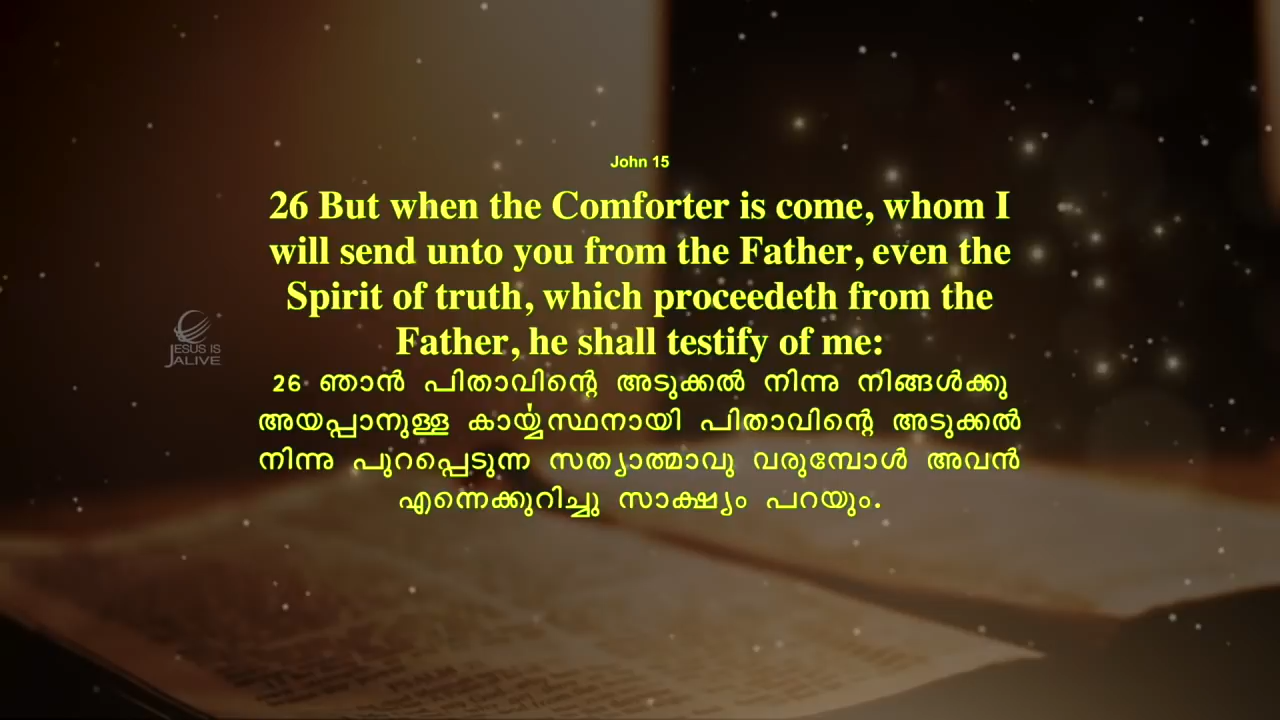 John 15
26 But when the Comforter is come, whom I
will send unto you from the Father, even the
Spirit of truth, which proceedeth from the
Father, he shall testify of me:
26 ഞാൻ പിതാവിന്റെ അടുക്കൽ നിന്നു നിങ്ങൾക്കു
അയപ്പാനുള്ള കാൎയ്യസ്ഥനായി പിതാവിന്റെ അടുക്കൽ
നിന്നു പുറപ്പെടുന്ന സത്യാത്മാവു വരുമ്പോൾ അവൻ
എന്നെക്കുറിച്ചു സാക്ഷ്യം പറയും.
JESUS IS
ALIVE